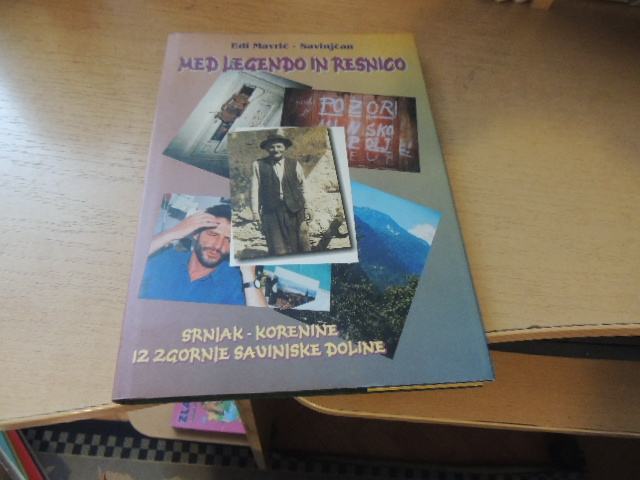 Edi Mavrič - Savinjčan
MED LEGENDO IN RESNICO
POZOR
SRNJAK - KORENINE
IZ ZGORNJE SAVINJSKE DOLINE